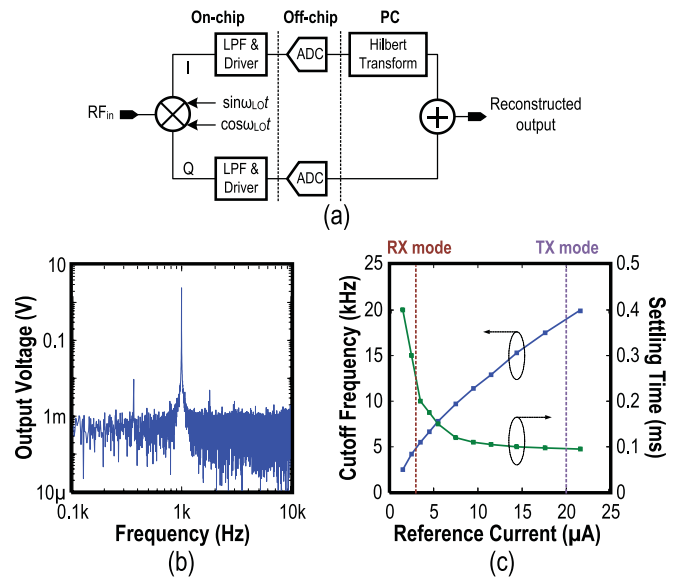 On-chip Off-chip PC
LPF & Driver
ADC
Hilbert Transform
I
RFin
sinωLOt
cosωLOt
Reconstructed output
Q
LPF & Driver
ADC
(a)
RX mode TX mode
10
0.1
1m
10µ
Output Voltage (V)
0.1k 1k 10k
Frequency (Hz)
(b)
25
20
15
10
5
0
Cutoff Frequency (kHz)
0.5
0.4
0.3
0.2
0.1
0
Settling Time (ms)
0 5 10 15 20 25
Reference Current (µA)
(c)